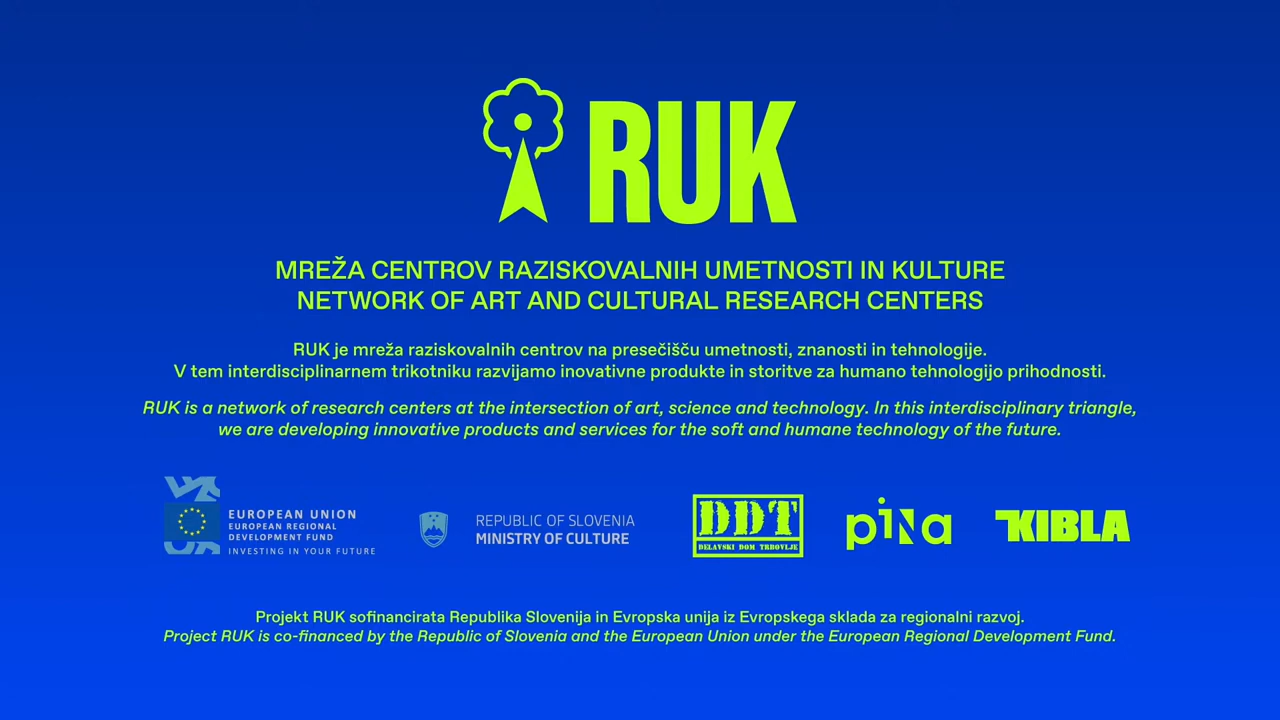 RUK
MREŽA CENTROV RAZISKOVALNIH UMETNOSTI IN KULTURE
NETWORK OF ART AND CULTURAL RESEARCH CENTERS
RUK je mreža raziskovalnih centrov na presečišču umetnosti, znanosti in tehnologije.
V tem interdisciplinarnem trikotniku razvijamo inovativne produkte in storitve za humano tehnologijo prihodnosti.
RUK is a network of research centers at the intersection of art, science and technology. In this interdisciplinary triangle,
we are developing innovative products and services for the soft and humane technology of the future.
EUROPEAN UNION
EUROPEAN REGIONAL
DEVELOPMENT FUND
INVESTING IN YOUR FUTURE
REPUBLIC OF SLOVENIA
MINISTRY OF CULTURE
DDT
DELAVSKI DOM TRBOVLJE
piNa
KIBLA
Projekt RUK sofinancirata Republika Slovenija in Evropska unija iz Evropskega sklada za regionalni razvoj.
Project RUK is co-financed by the Republic of Slovenia and the European Union under the European Regional Development Fund.